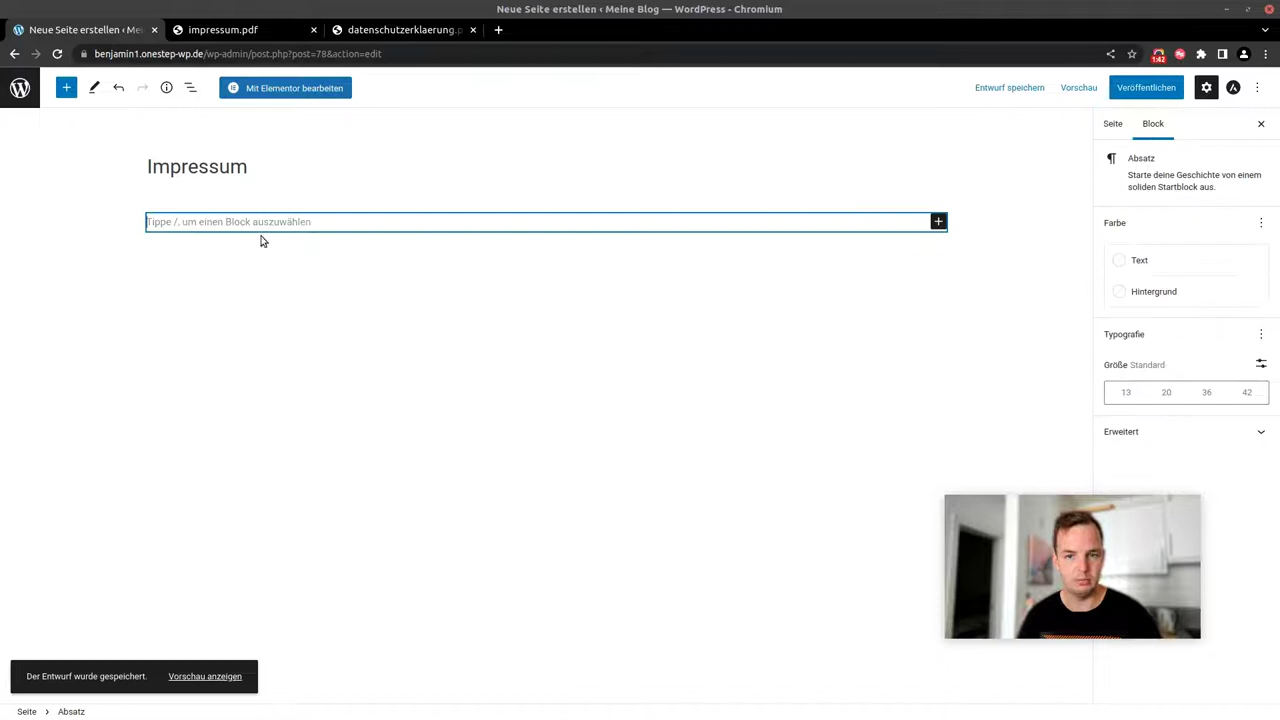 Neue Seite erstellen ‹ Meine Blog — WordPress - Chromium
Neue Seite erstellen ‹ Mei
impressum.pdf
datenschutzerklaerung.p
benjamin1.onestep-wp.de/wp-admin/post.php?post=78&action=edit
1:42
Mit Elementor bearbeiten
Entwurf speichern
Vorschau
Veröffentlichen
Seite
Block
Impressum
Absatz
Starte deine Geschichte von einem
soliden Startblock aus.
Tippe /, um einen Block auszuwählen
Farbe
Text
Hintergrund
Typografie
Größe Standard
13 20 36 42
Erweitert
Der Entwurf wurde gespeichert.
Vorschau anzeigen
Seite › Absatz